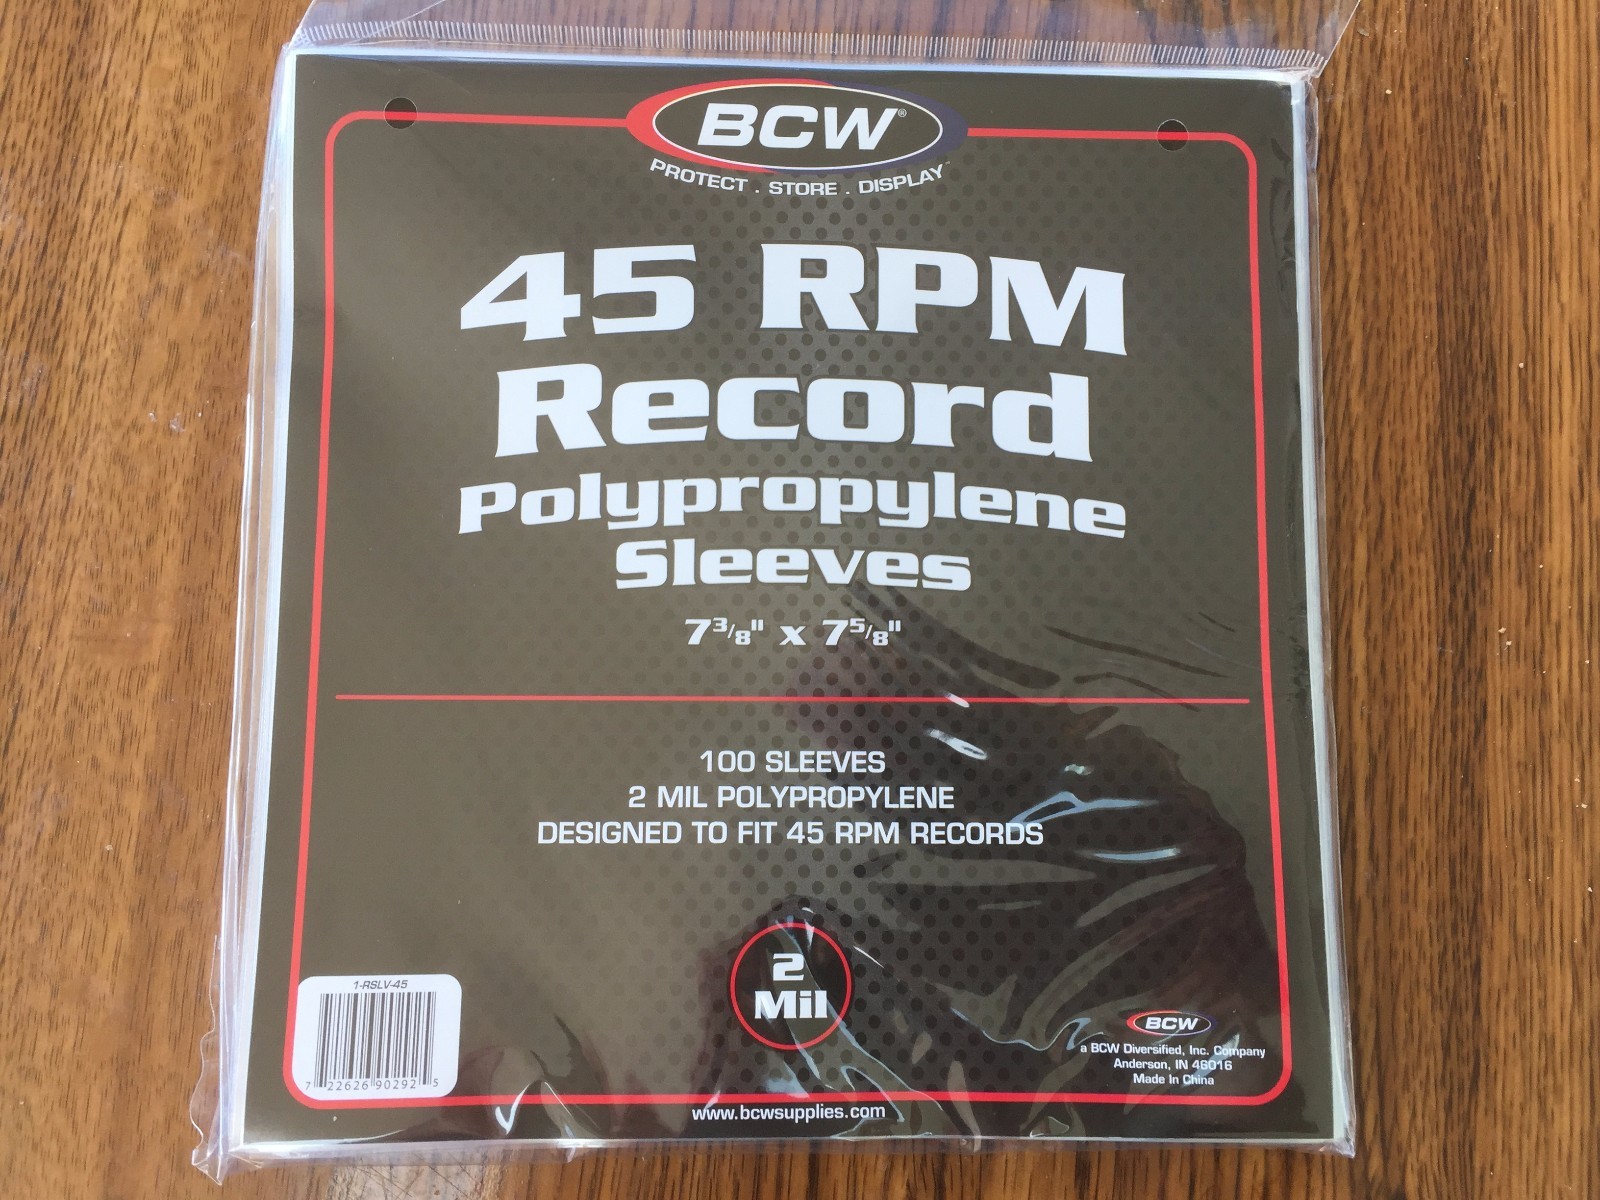 BCW®
PROTECT . STORE . DISPLAY™
45 RPM
Record
Polypropylene
Sleeves
7 3/8" x 7 5/8"
100 SLEEVES
2 MIL POLYPROPYLENE
DESIGNED TO FIT 45 RPM RECORDS
2
Mil
1-RSLV-45
7 22626 90292 5
BCW
a BCW Diversified, Inc. Company
Anderson, IN 46016
Made In China
www.bcwsupplies.com